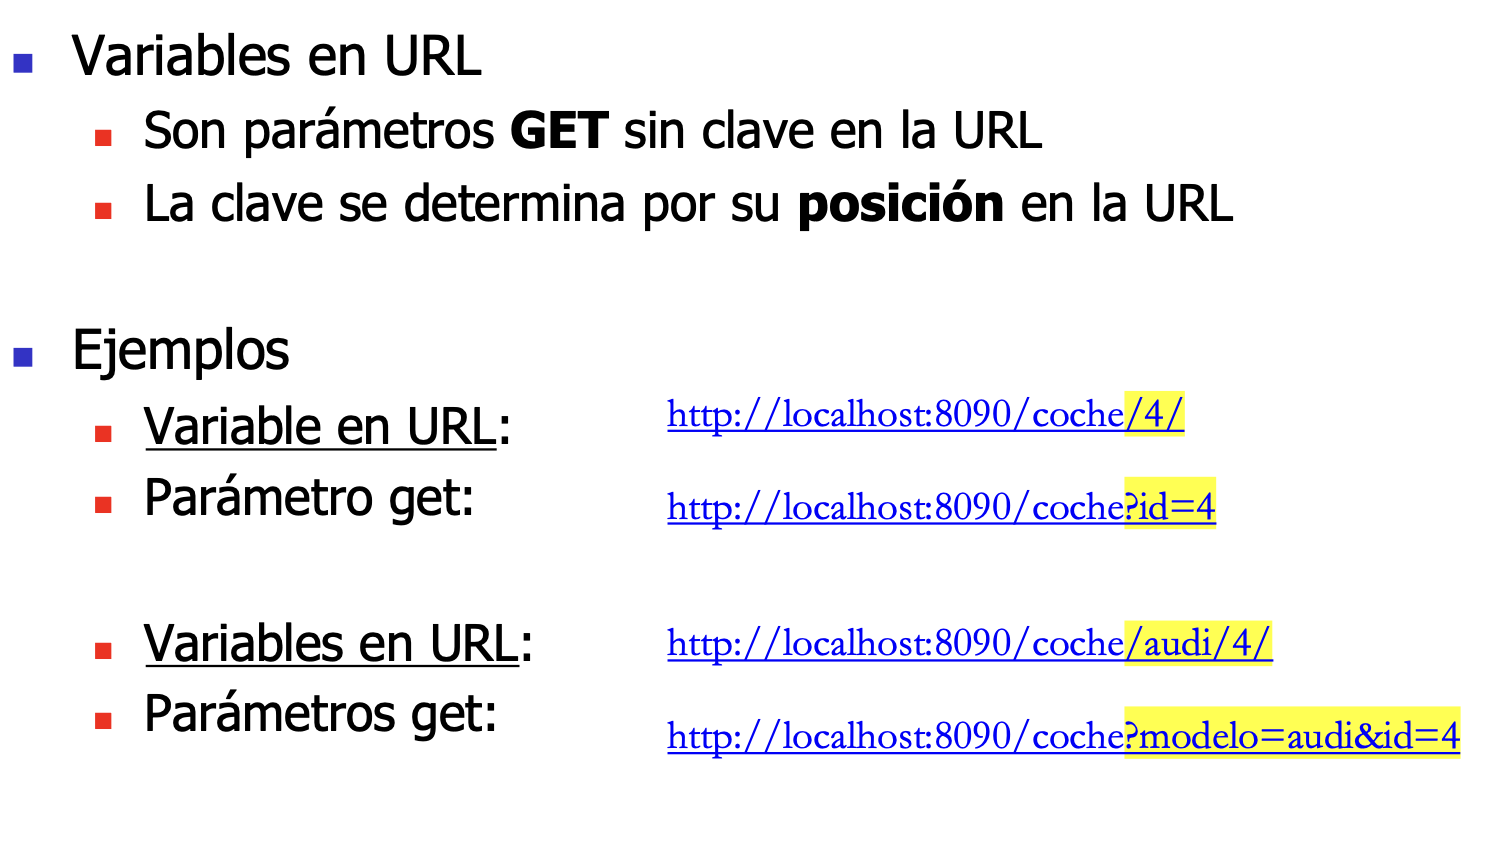 Variables en URL
Son parámetros GET sin clave en la URL
La clave se determina por su posición en la URL
Ejemplos
Variable en URL: http://localhost:8090/coche/4/
Parámetro get: http://localhost:8090/coche?id=4
Variables en URL: http://localhost:8090/coche/audi/4/
Parámetros get: http://localhost:8090/coche?modelo=audi&id=4